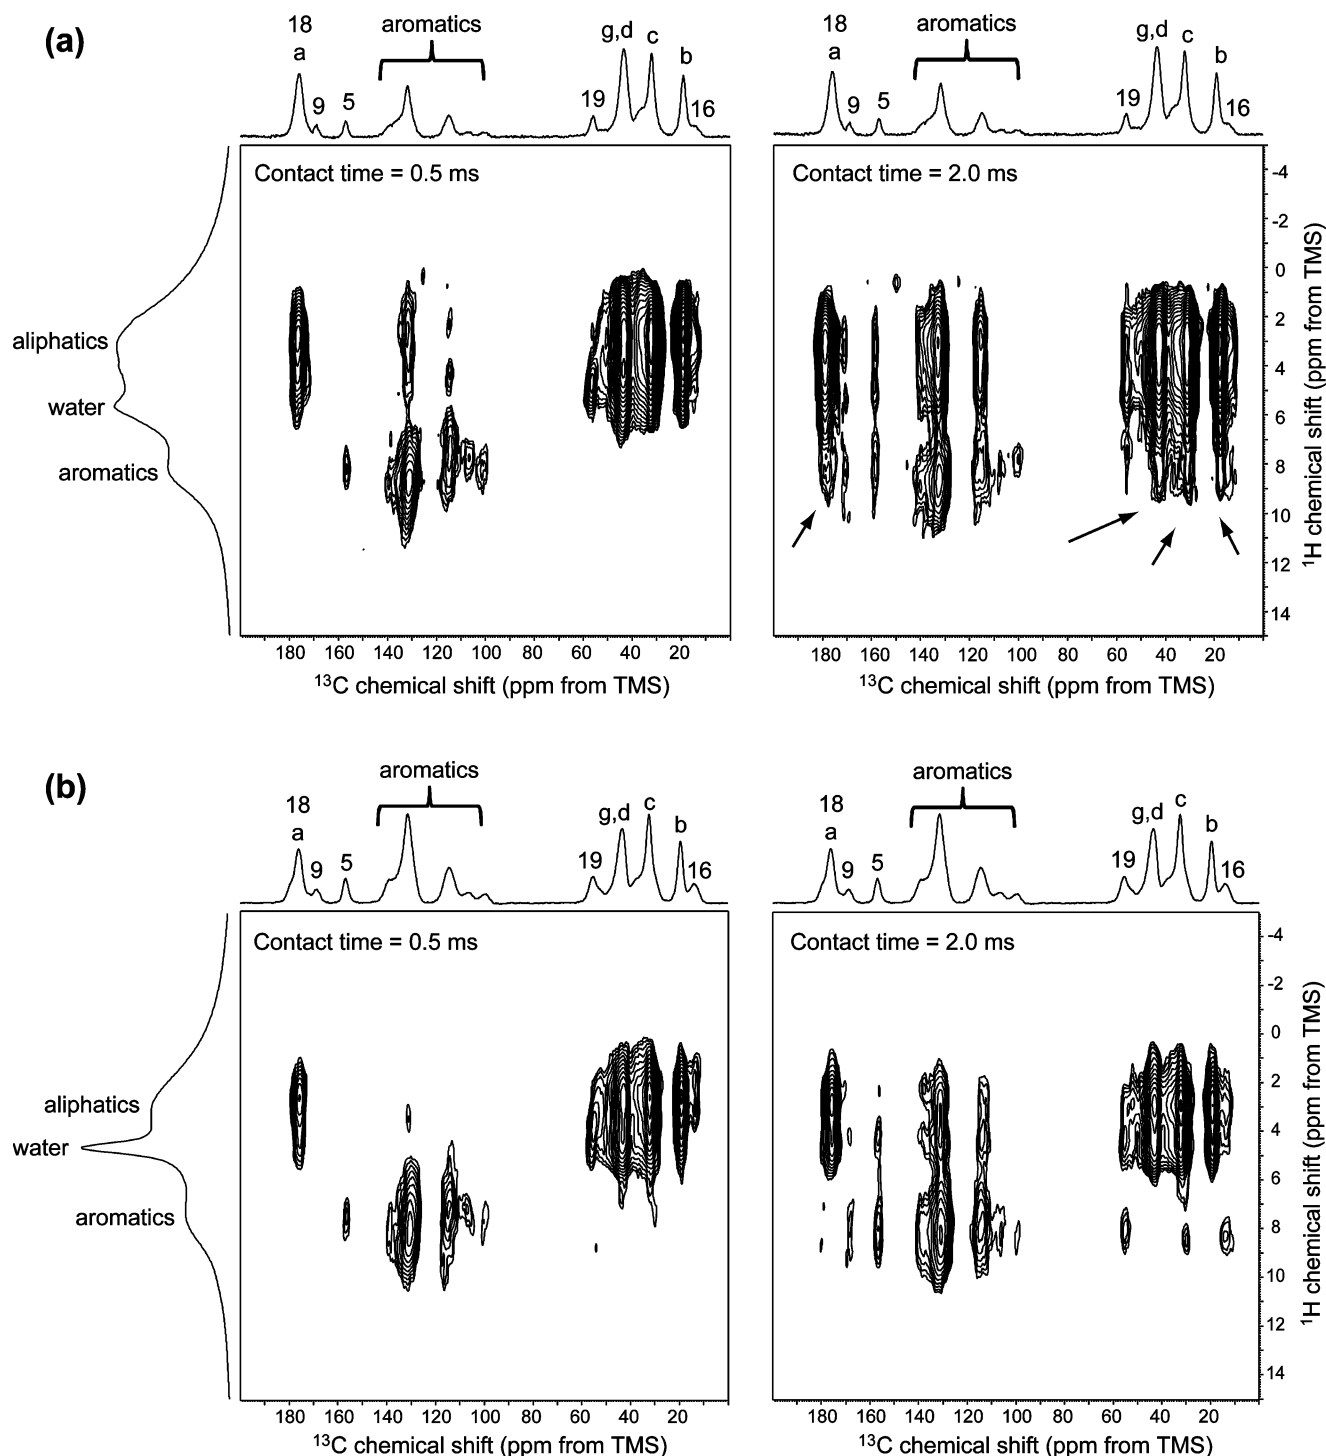 (a)
18
a
9
5
aromatics
19
g,d
c
b
16
18
a
9
5
aromatics
19
g,d
c
b
16
Contact time = 0.5 ms
Contact time = 2.0 ms
aliphatics
water
aromatics
-4
-2
0
2
4
6
8
10
12
14
¹H chemical shift (ppm from TMS)
180 160 140 120 100 80 60 40 20
180 160 140 120 100 80 60 40 20
¹³C chemical shift (ppm from TMS)
¹³C chemical shift (ppm from TMS)
(b)
18
a
9
5
aromatics
19
g,d
c
b
16
18
a
9
5
aromatics
19
g,d
c
b
16
Contact time = 0.5 ms
Contact time = 2.0 ms
aliphatics
water
aromatics
-4
-2
0
2
4
6
8
10
12
14
¹H chemical shift (ppm from TMS)
180 160 140 120 100 80 60 40 20
180 160 140 120 100 80 60 40 20
¹³C chemical shift (ppm from TMS)
¹³C chemical shift (ppm from TMS)